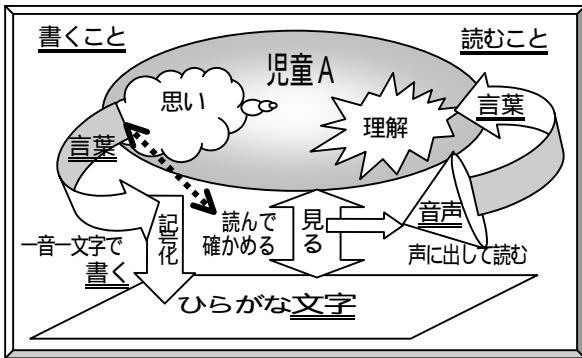 書くこと
読むこと
児童A
思い
言葉
理解
言葉
記号化
読んで
確かめる
見る
音声
一音一文字で
書く
声に出して読む
ひらがな文字